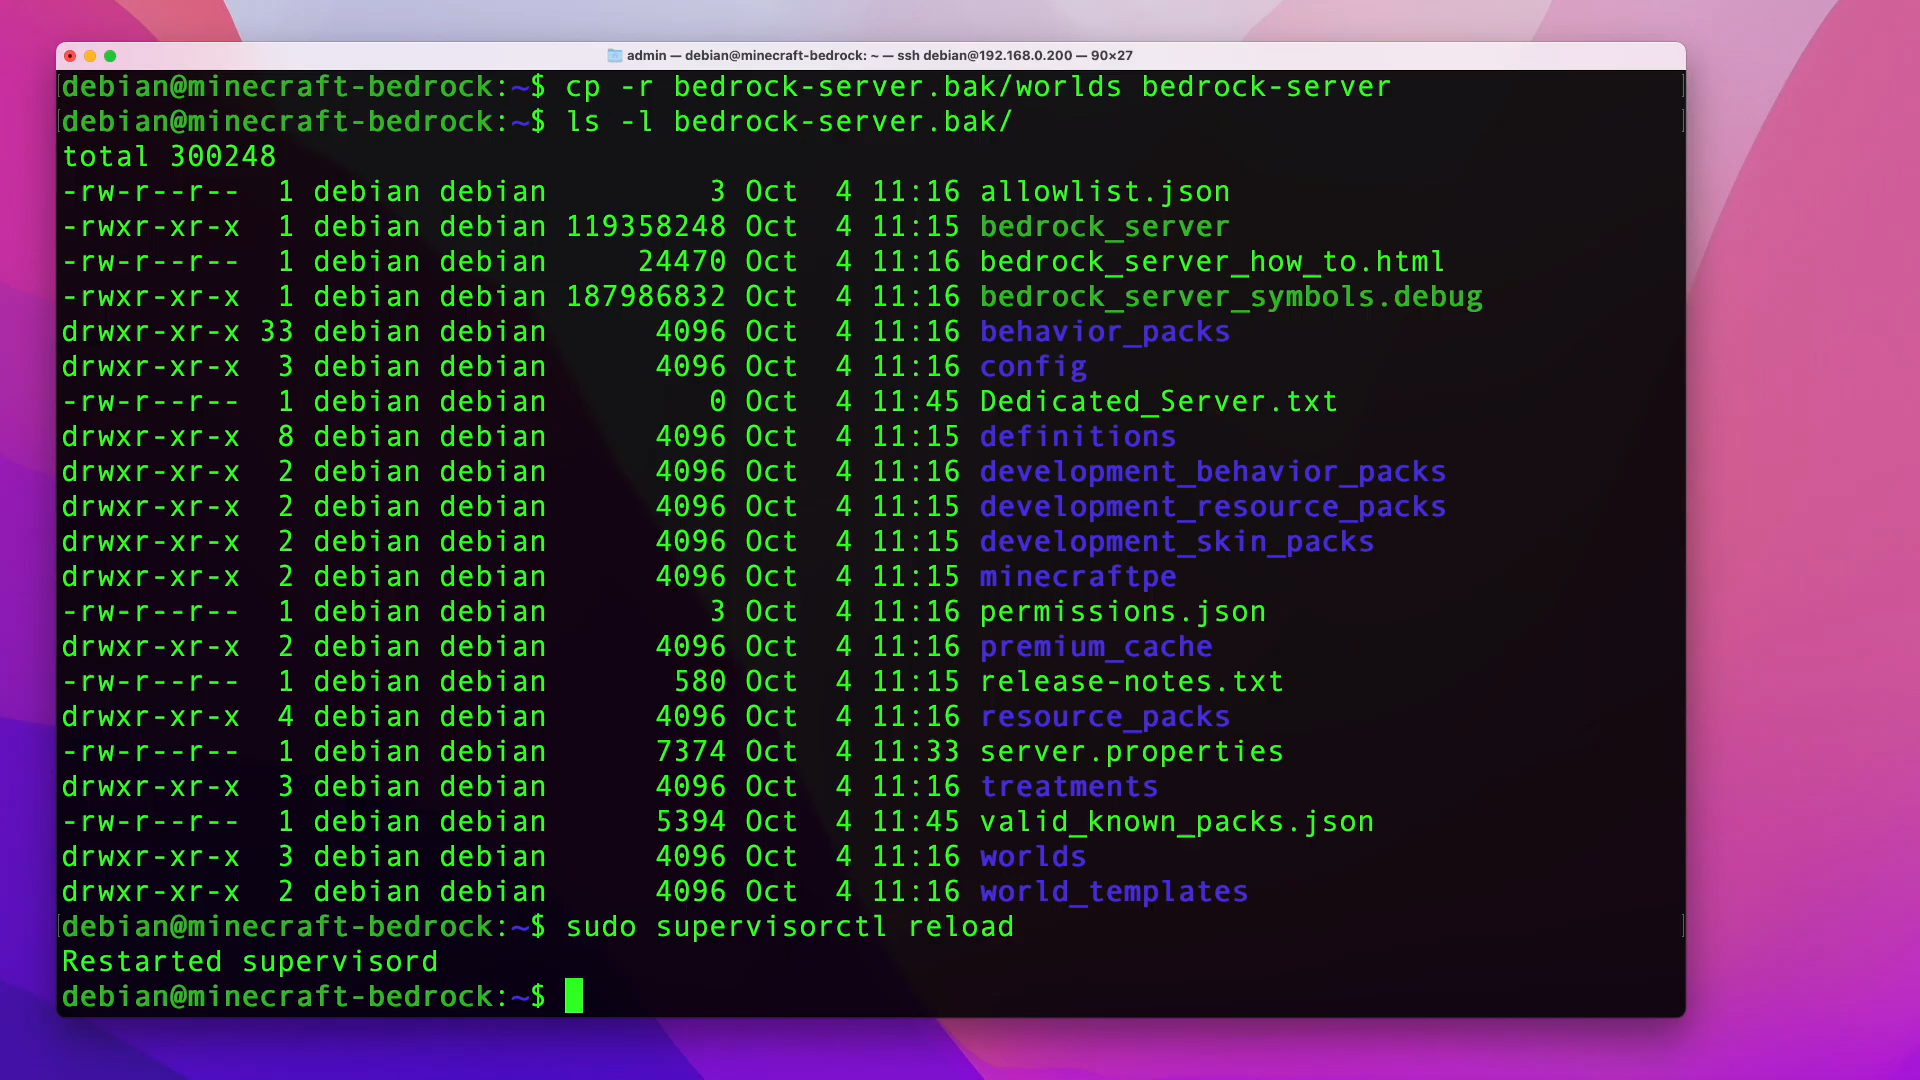 admin — debian@minecraft-bedrock: ~ — ssh debian@192.168.0.200 — 90×27
debian@minecraft-bedrock:~$ cp -r bedrock-server.bak/worlds bedrock-server
debian@minecraft-bedrock:~$ ls -l bedrock-server.bak/
total 300248
-rw-r--r--  1 debian debian         3 Oct  4 11:16 allowlist.json
-rwxr-xr-x  1 debian debian 119358248 Oct  4 11:15 bedrock_server
-rw-r--r--  1 debian debian     24470 Oct  4 11:16 bedrock_server_how_to.html
-rwxr-xr-x  1 debian debian 187986832 Oct  4 11:16 bedrock_server_symbols.debug
drwxr-xr-x 33 debian debian      4096 Oct  4 11:16 behavior_packs
drwxr-xr-x  3 debian debian      4096 Oct  4 11:16 config
-rw-r--r--  1 debian debian         0 Oct  4 11:45 Dedicated_Server.txt
drwxr-xr-x  8 debian debian      4096 Oct  4 11:15 definitions
drwxr-xr-x  2 debian debian      4096 Oct  4 11:16 development_behavior_packs
drwxr-xr-x  2 debian debian      4096 Oct  4 11:15 development_resource_packs
drwxr-xr-x  2 debian debian      4096 Oct  4 11:15 development_skin_packs
drwxr-xr-x  2 debian debian      4096 Oct  4 11:15 minecraftpe
-rw-r--r--  1 debian debian         3 Oct  4 11:16 permissions.json
drwxr-xr-x  2 debian debian      4096 Oct  4 11:16 premium_cache
-rw-r--r--  1 debian debian       580 Oct  4 11:15 release-notes.txt
drwxr-xr-x  4 debian debian      4096 Oct  4 11:16 resource_packs
-rw-r--r--  1 debian debian      7374 Oct  4 11:33 server.properties
drwxr-xr-x  3 debian debian      4096 Oct  4 11:16 treatments
-rw-r--r--  1 debian debian      5394 Oct  4 11:45 valid_known_packs.json
drwxr-xr-x  3 debian debian      4096 Oct  4 11:16 worlds
drwxr-xr-x  2 debian debian      4096 Oct  4 11:16 world_templates
debian@minecraft-bedrock:~$ sudo supervisorctl reload
Restarted supervisord
debian@minecraft-bedrock:~$